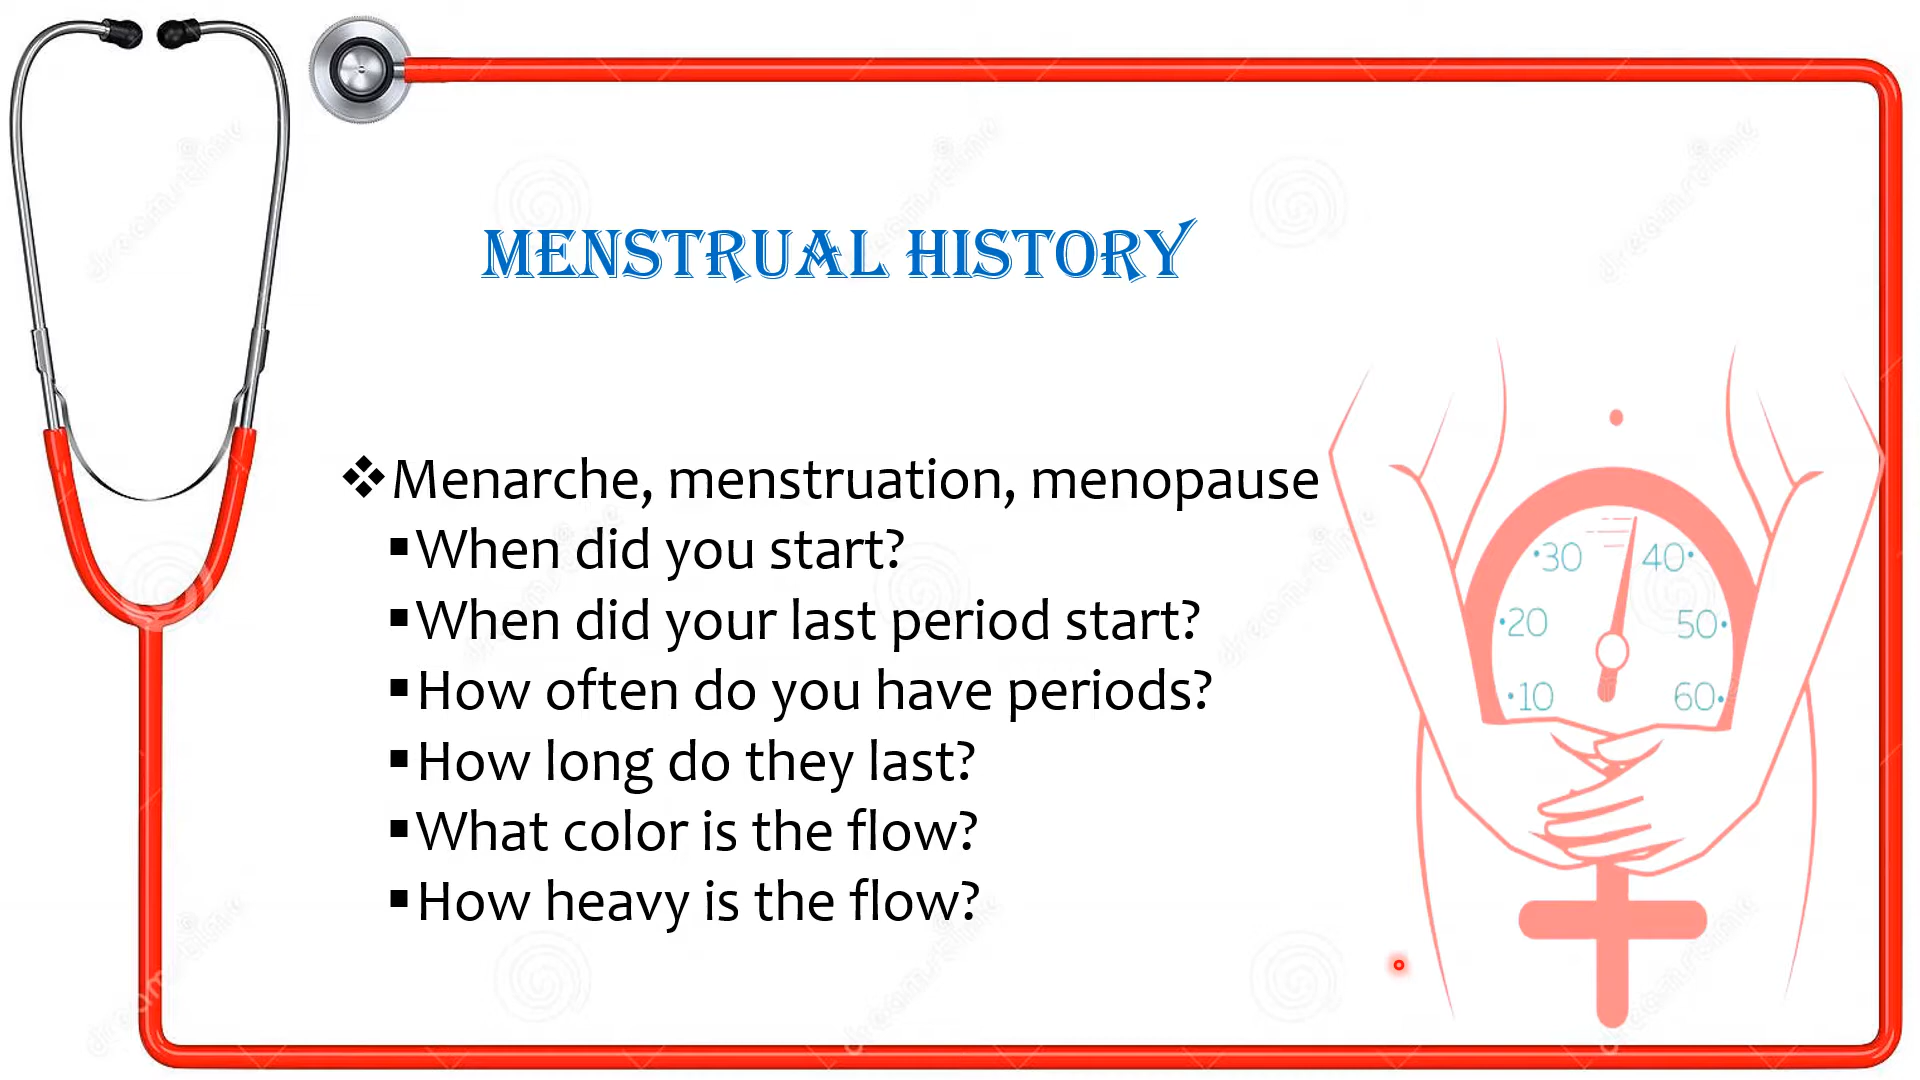 MENSTRUAL HISTORY
❖Menarche, menstruation, menopause
▪When did you start?
▪When did your last period start?
▪How often do you have periods?
▪How long do they last?
▪What color is the flow?
▪How heavy is the flow?
30 40
20 50
10 60
dreamstime